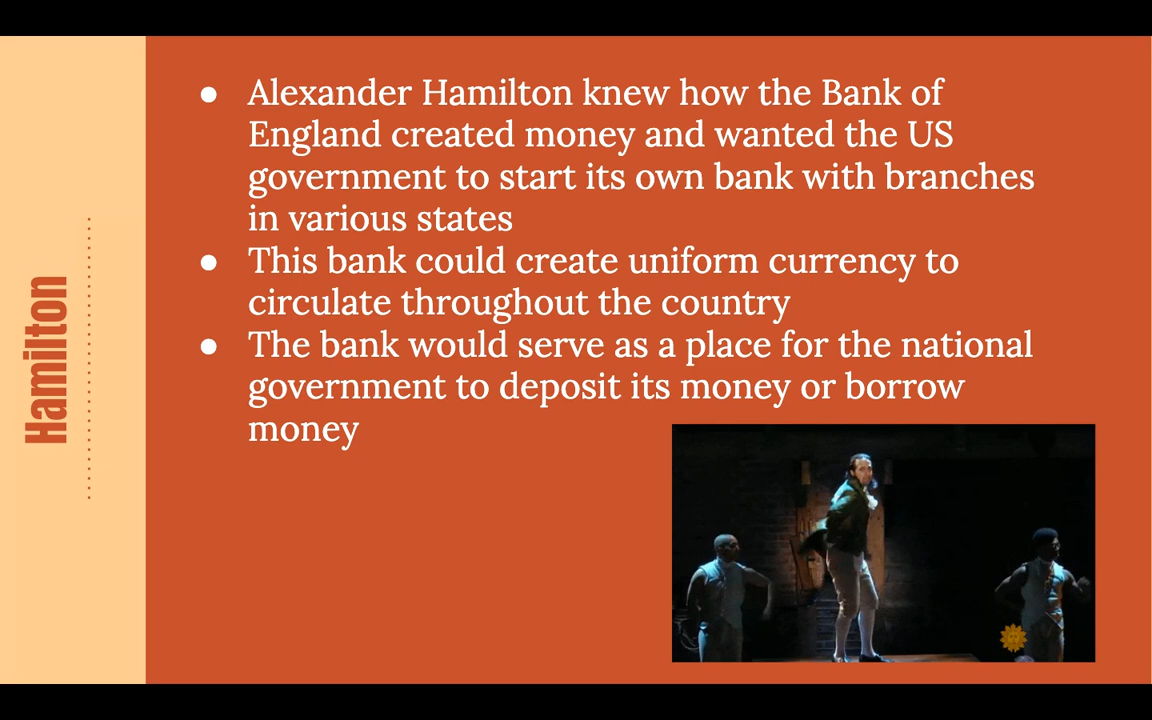 Hamilton
● Alexander Hamilton knew how the Bank of
England created money and wanted the US
government to start its own bank with branches
in various states
● This bank could create uniform currency to
circulate throughout the country
● The bank would serve as a place for the national
government to deposit its money or borrow
money